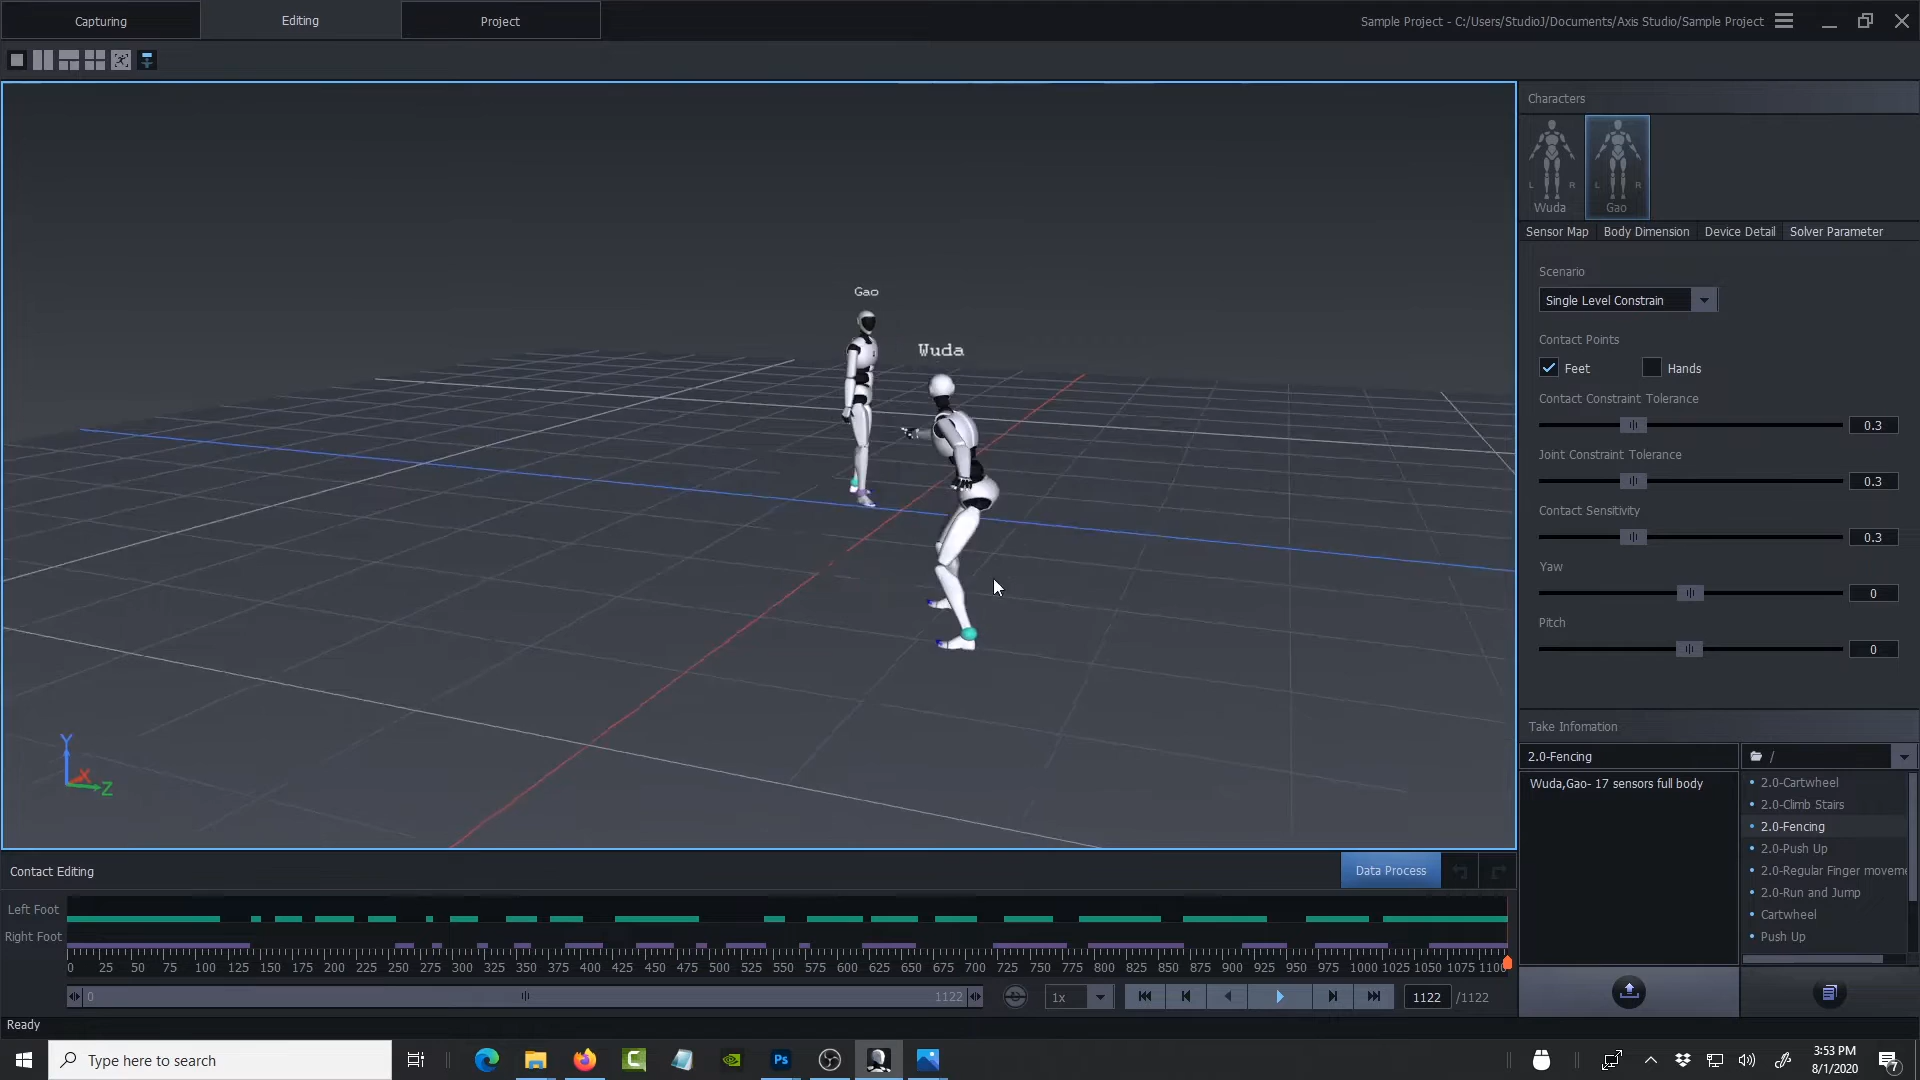 Capturing
Editing
Project
Sample Project - C:/Users/StudioJ/Documents/Axis Studio/Sample Project
Characters
L R
Wuda
L R
Gao
Sensor Map
Body Dimension
Device Detail
Solver Parameter
Scenario
Single Level Constrain
Contact Points
Feet
Hands
Contact Constraint Tolerance
0.3
Joint Constraint Tolerance
0.3
Contact Sensitivity
0.3
Yaw
0
Pitch
0
Gao
Wuda
Y
X
Z
Take Infomation
2.0-Fencing
/
Wuda,Gao- 17 sensors full body
2.0-Cartwheel
2.0-Climb Stairs
2.0-Fencing
2.0-Push Up
2.0-Regular Finger moveme
2.0-Run and Jump
Cartwheel
Push Up
Contact Editing
Data Process
Left Foot
Right Foot
0 25 50 75 100 125 150 175 200 225 250 275 300 325 350 375 400 425 450 475 500 525 550 575 600 625 650 675 700 725 750 775 800 825 850 875 900 925 950 975 1000 1025 1050 1075 1100
0
1122
1x
1122
/1122
Ready
Type here to search
Ps
3:53 PM
8/1/2020
7